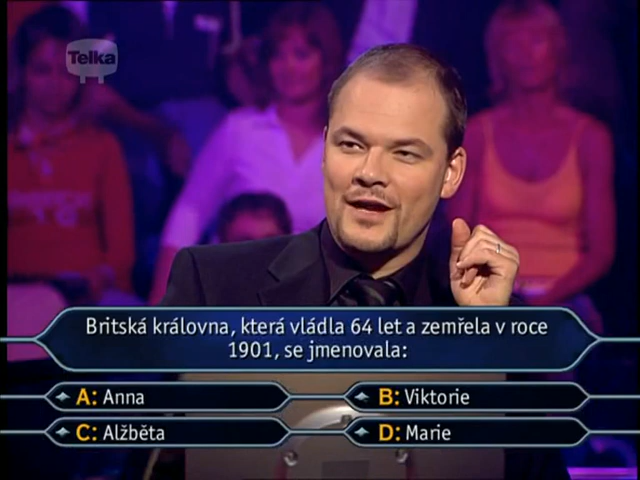 Telka
Britská královna, která vládla 64 let a zemřela v roce
1901, se jmenovala:
A: Anna
B: Viktorie
C: Alžběta
D: Marie